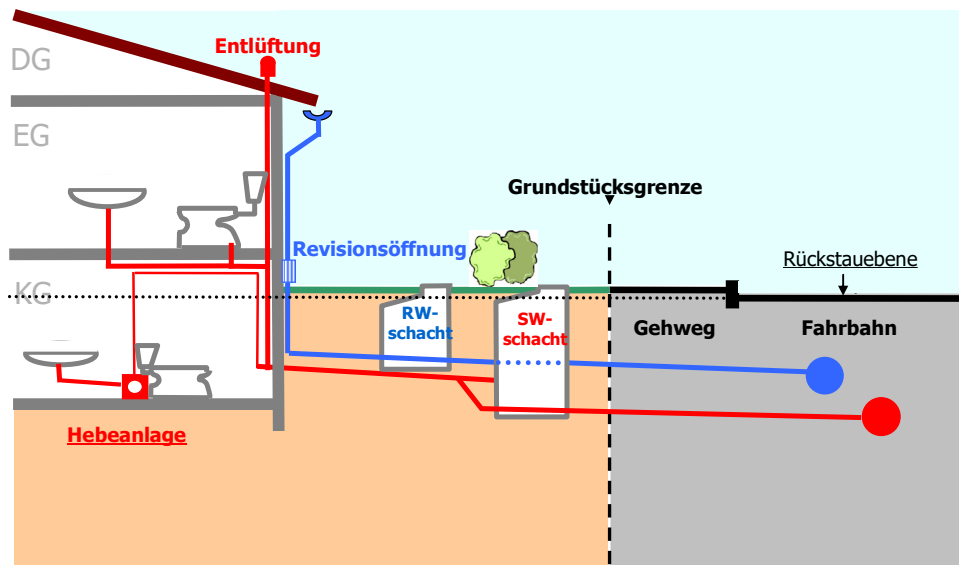 Entlüftung
DG
EG
Grundstücksgrenze
Revisionsöffnung
Rückstauebene
KG
RW-
schacht
SW-
schacht
Gehweg
Fahrbahn
Hebeanlage